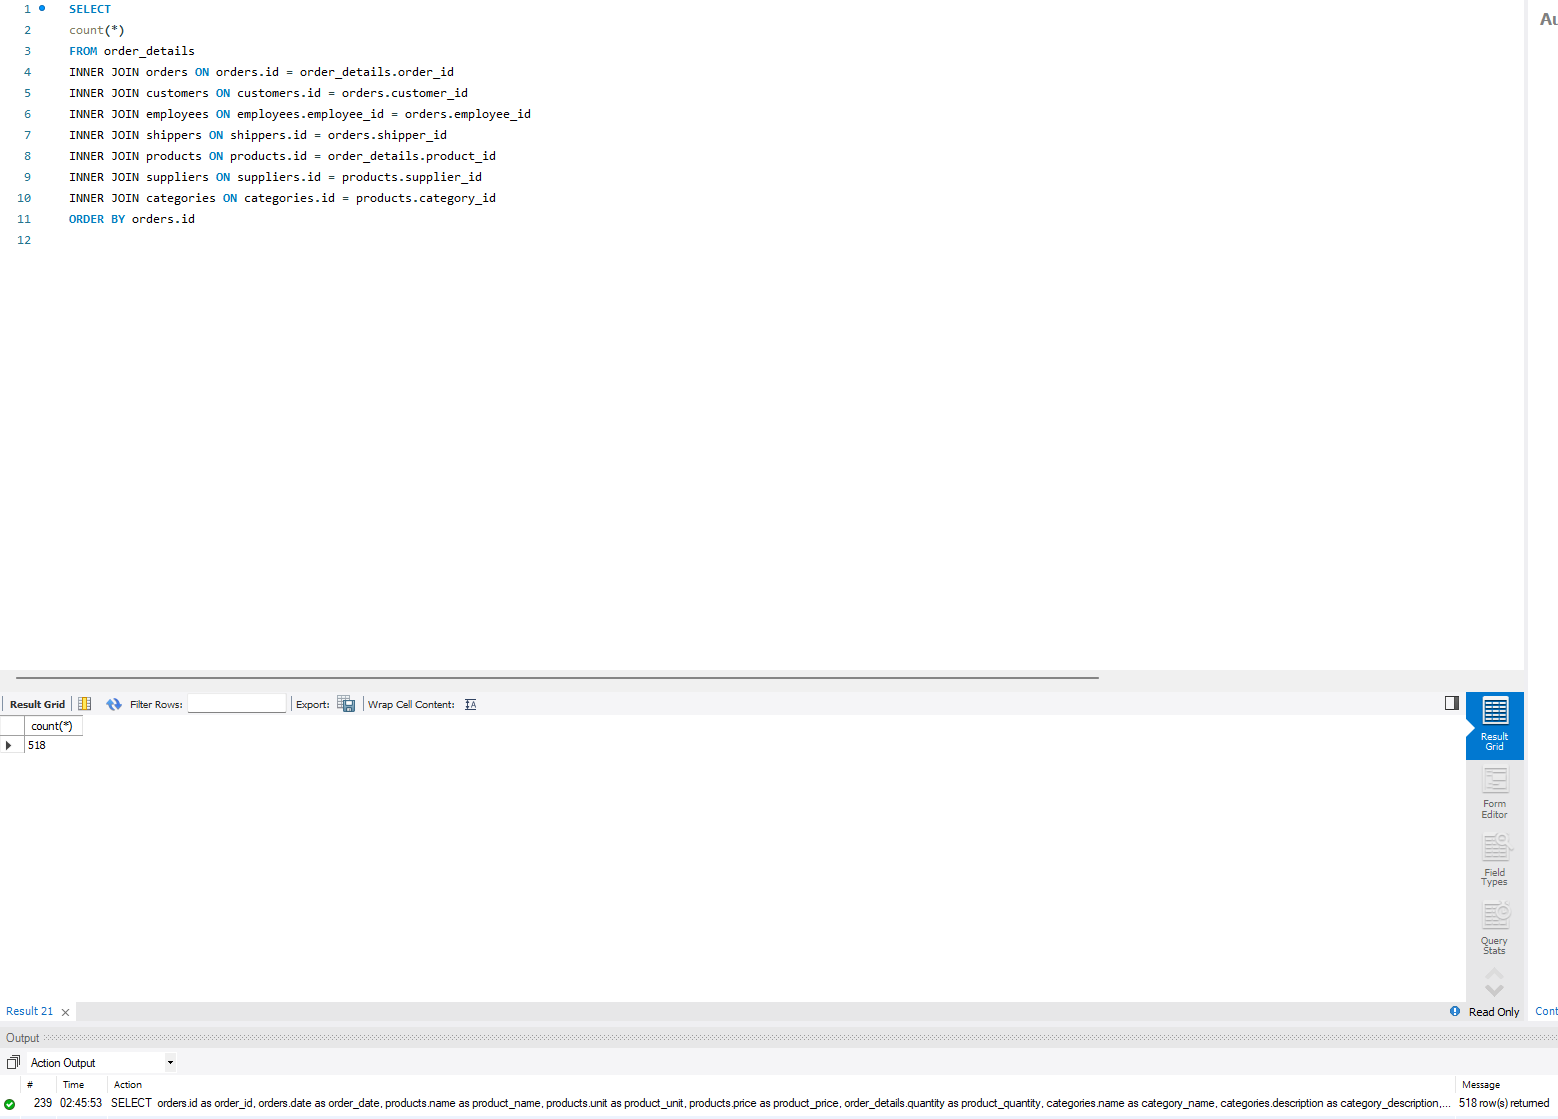 1 SELECT
2 count(*)
3 FROM order_details
4 INNER JOIN orders ON orders.id = order_details.order_id
5 INNER JOIN customers ON customers.id = orders.customer_id
6 INNER JOIN employees ON employees.employee_id = orders.employee_id
7 INNER JOIN shippers ON shippers.id = orders.shipper_id
8 INNER JOIN products ON products.id = order_details.product_id
9 INNER JOIN suppliers ON suppliers.id = products.supplier_id
10 INNER JOIN categories ON categories.id = products.category_id
11 ORDER BY orders.id
12
Au
Result Grid Filter Rows: Export: Wrap Cell Content:
count(*)
518
Result
Grid
Form
Editor
Field
Types
Query
Stats
Result 21 Read Only Cont
Output
Action Output
# Time Action Message
239 02:45:53 SELECT orders.id as order_id, orders.date as order_date, products.name as product_name, products.unit as product_unit, products.price as product_price, order_details.quantity as product_quantity, categories.name as category_name, categories.description as category_description,... 518 row(s) returned